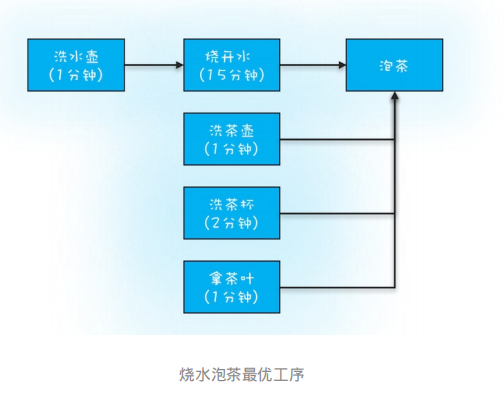 洗水壶
(1分钟)
烧开水
(15分钟)
泡茶
洗茶壶
(1分钟)
洗茶杯
(2分钟)
拿茶叶
(1分钟)
烧水泡茶最优工序